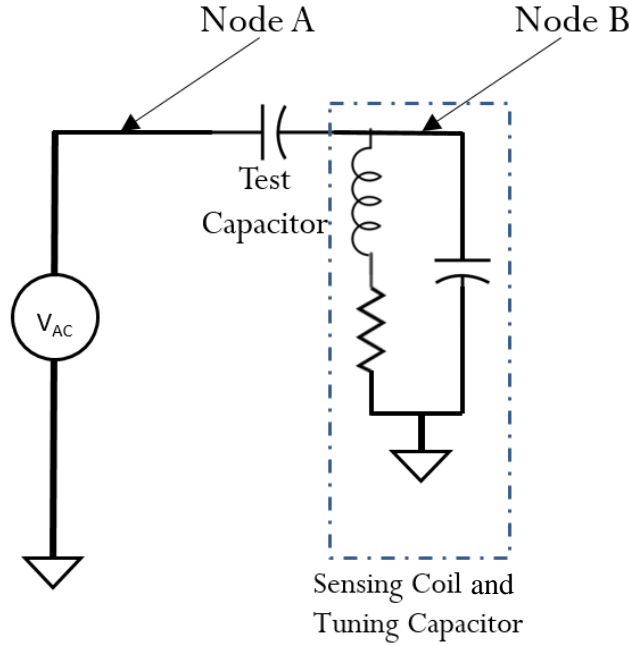 Node A
Node B
Test
Capacitor
VAC
Sensing Coil and
Tuning Capacitor